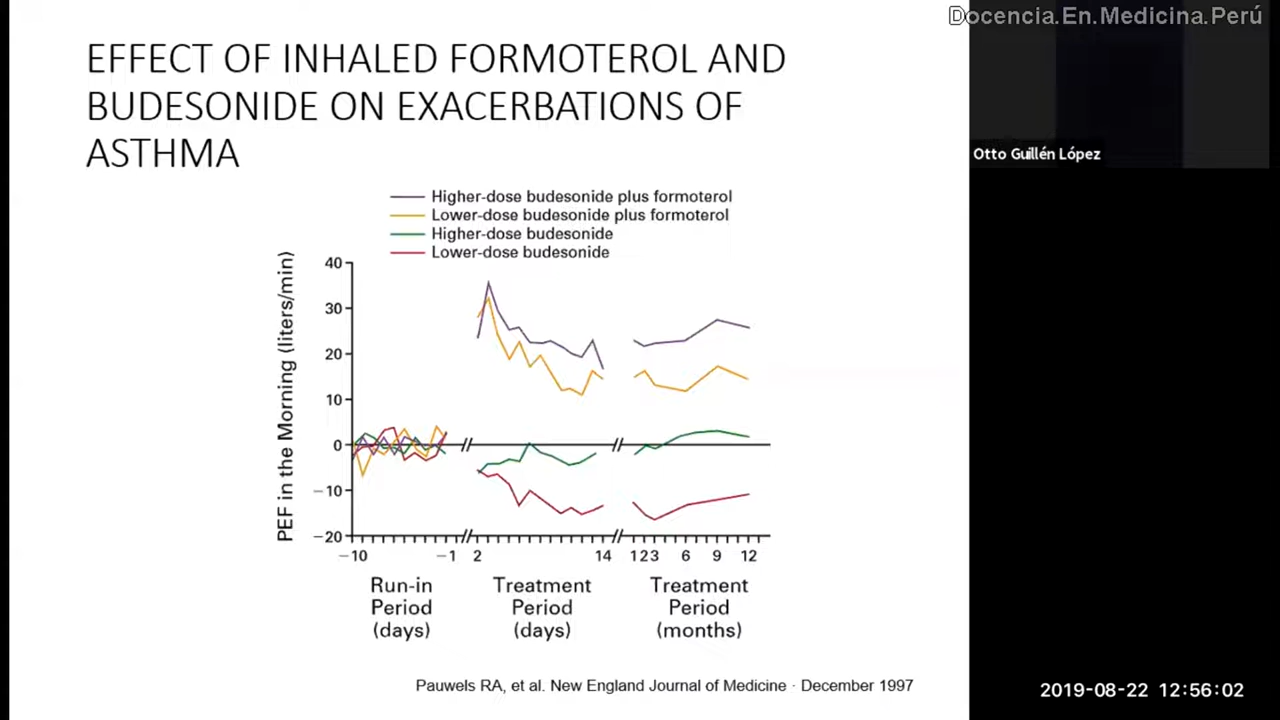 Docencia.En.Medicina.Perú
EFFECT OF INHALED FORMOTEROL AND
BUDESONIDE ON EXACERBATIONS OF
ASTHMA
Otto Guillén López
Higher-dose budesonide plus formoterol
Lower-dose budesonide plus formoterol
Higher-dose budesonide
Lower-dose budesonide
PEF in the Morning (liters/min)
40
30
20
10
0
−10
−20
−10 −1 2 14 1 2 3 6 9 12
Run-in Period (days)
Treatment Period (days)
Treatment Period (months)
Pauwels RA, et al. New England Journal of Medicine · December 1997
2019-08-22 12:56:02